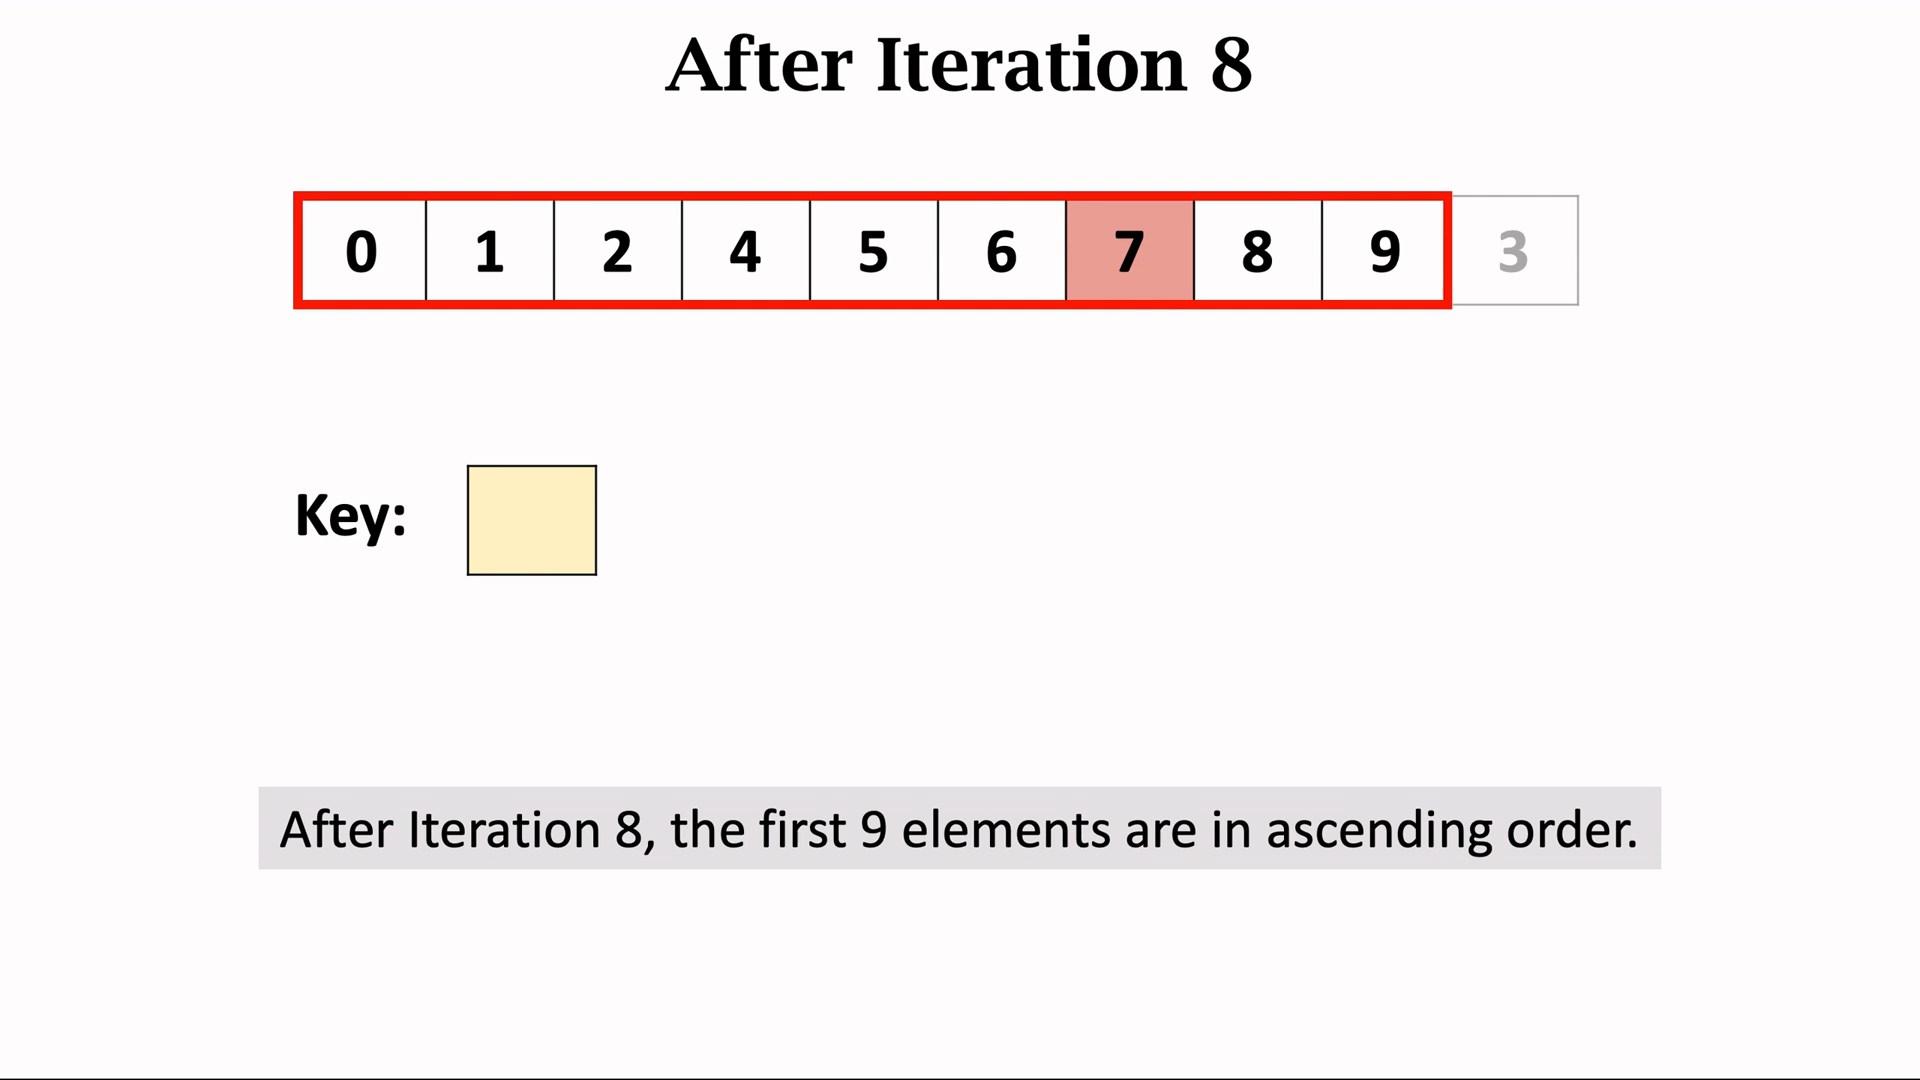 After Iteration 8
0 1 2 4 5 6 7 8 9 3
Key:
After Iteration 8, the first 9 elements are in ascending order.